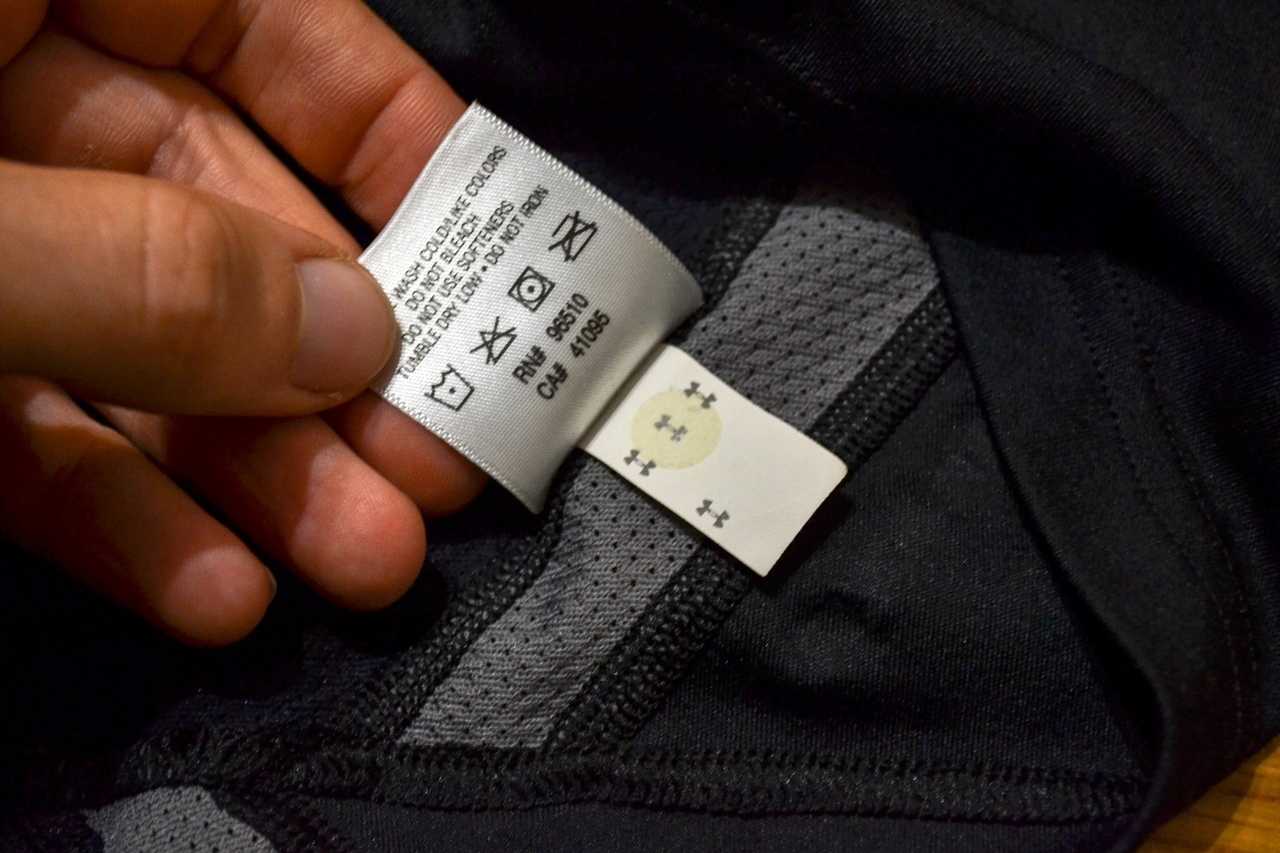 WASH COLD/LIKE COLORS
DO NOT BLEACH
DO NOT USE SOFTENERS
TUMBLE DRY LOW • DO NOT IRON
RN# 96510
CA# 41095